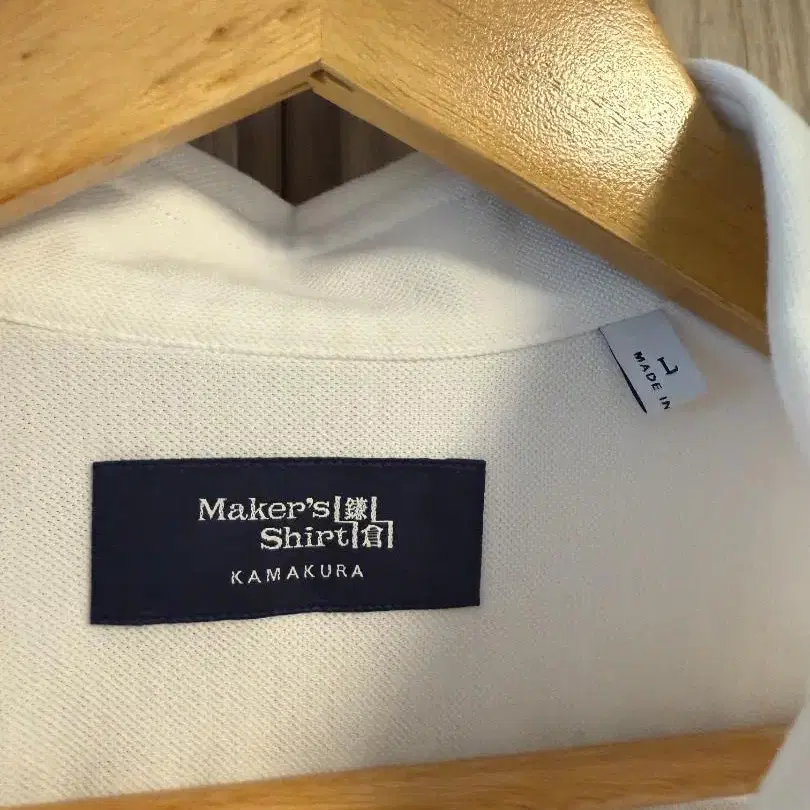 Maker's 鎌
Shirt 倉
KAMAKURA
L
MADE IN